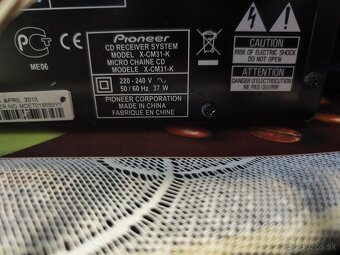 Pioneer
CD RECEIVER SYSTEM
MODEL X-CM31-K
MICRO CHAINE CD
MODELE X-CM31-K
220 - 240 V ~
50 / 60 Hz 37 W
PIONEER CORPORATION
MADE IN CHINA
FABRIQUE EN CHINE
ME06
APRIL 2013
CAUTION
RISK OF ELECTRIC SHOCK
DO NOT OPEN
ATTENTION
DANGER D'ELECTROCUTION
NE PAS OUVRIR
bazos.sk